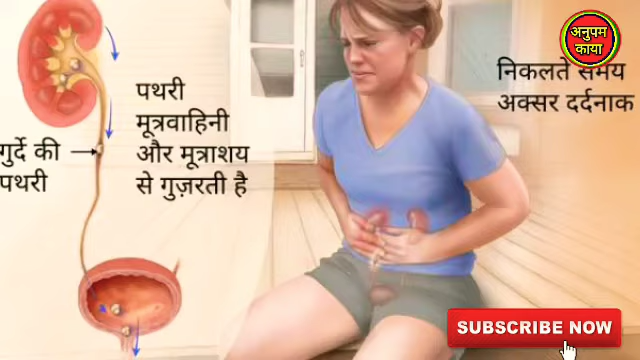 अनुपम
काया
निकलते समय
अक्सर दर्दनाक
पथरी
मूत्रवाहिनी
और मूत्राशय
से गुज़रती है
गुर्दे की
पथरी
SUBSCRIBE NOW